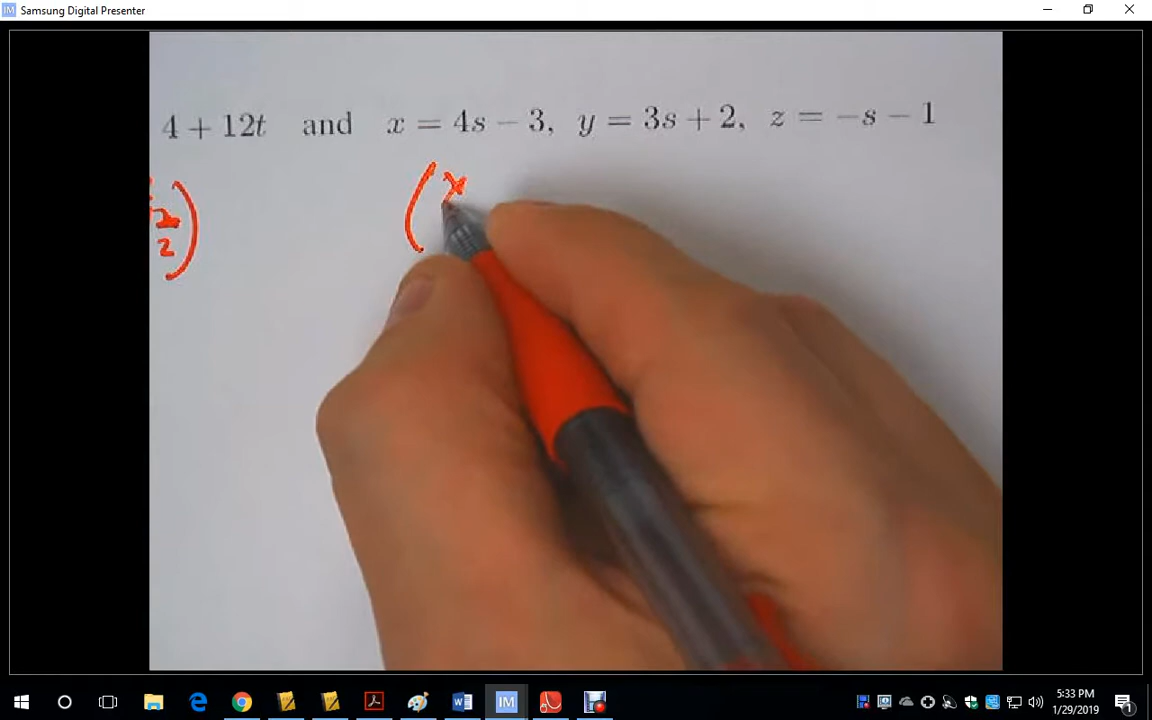 Samsung Digital Presenter
4 + 12t and x = 4s − 3, y = 3s + 2, z = −s − 1
(x
2
)
5:33 PM
1/29/2019